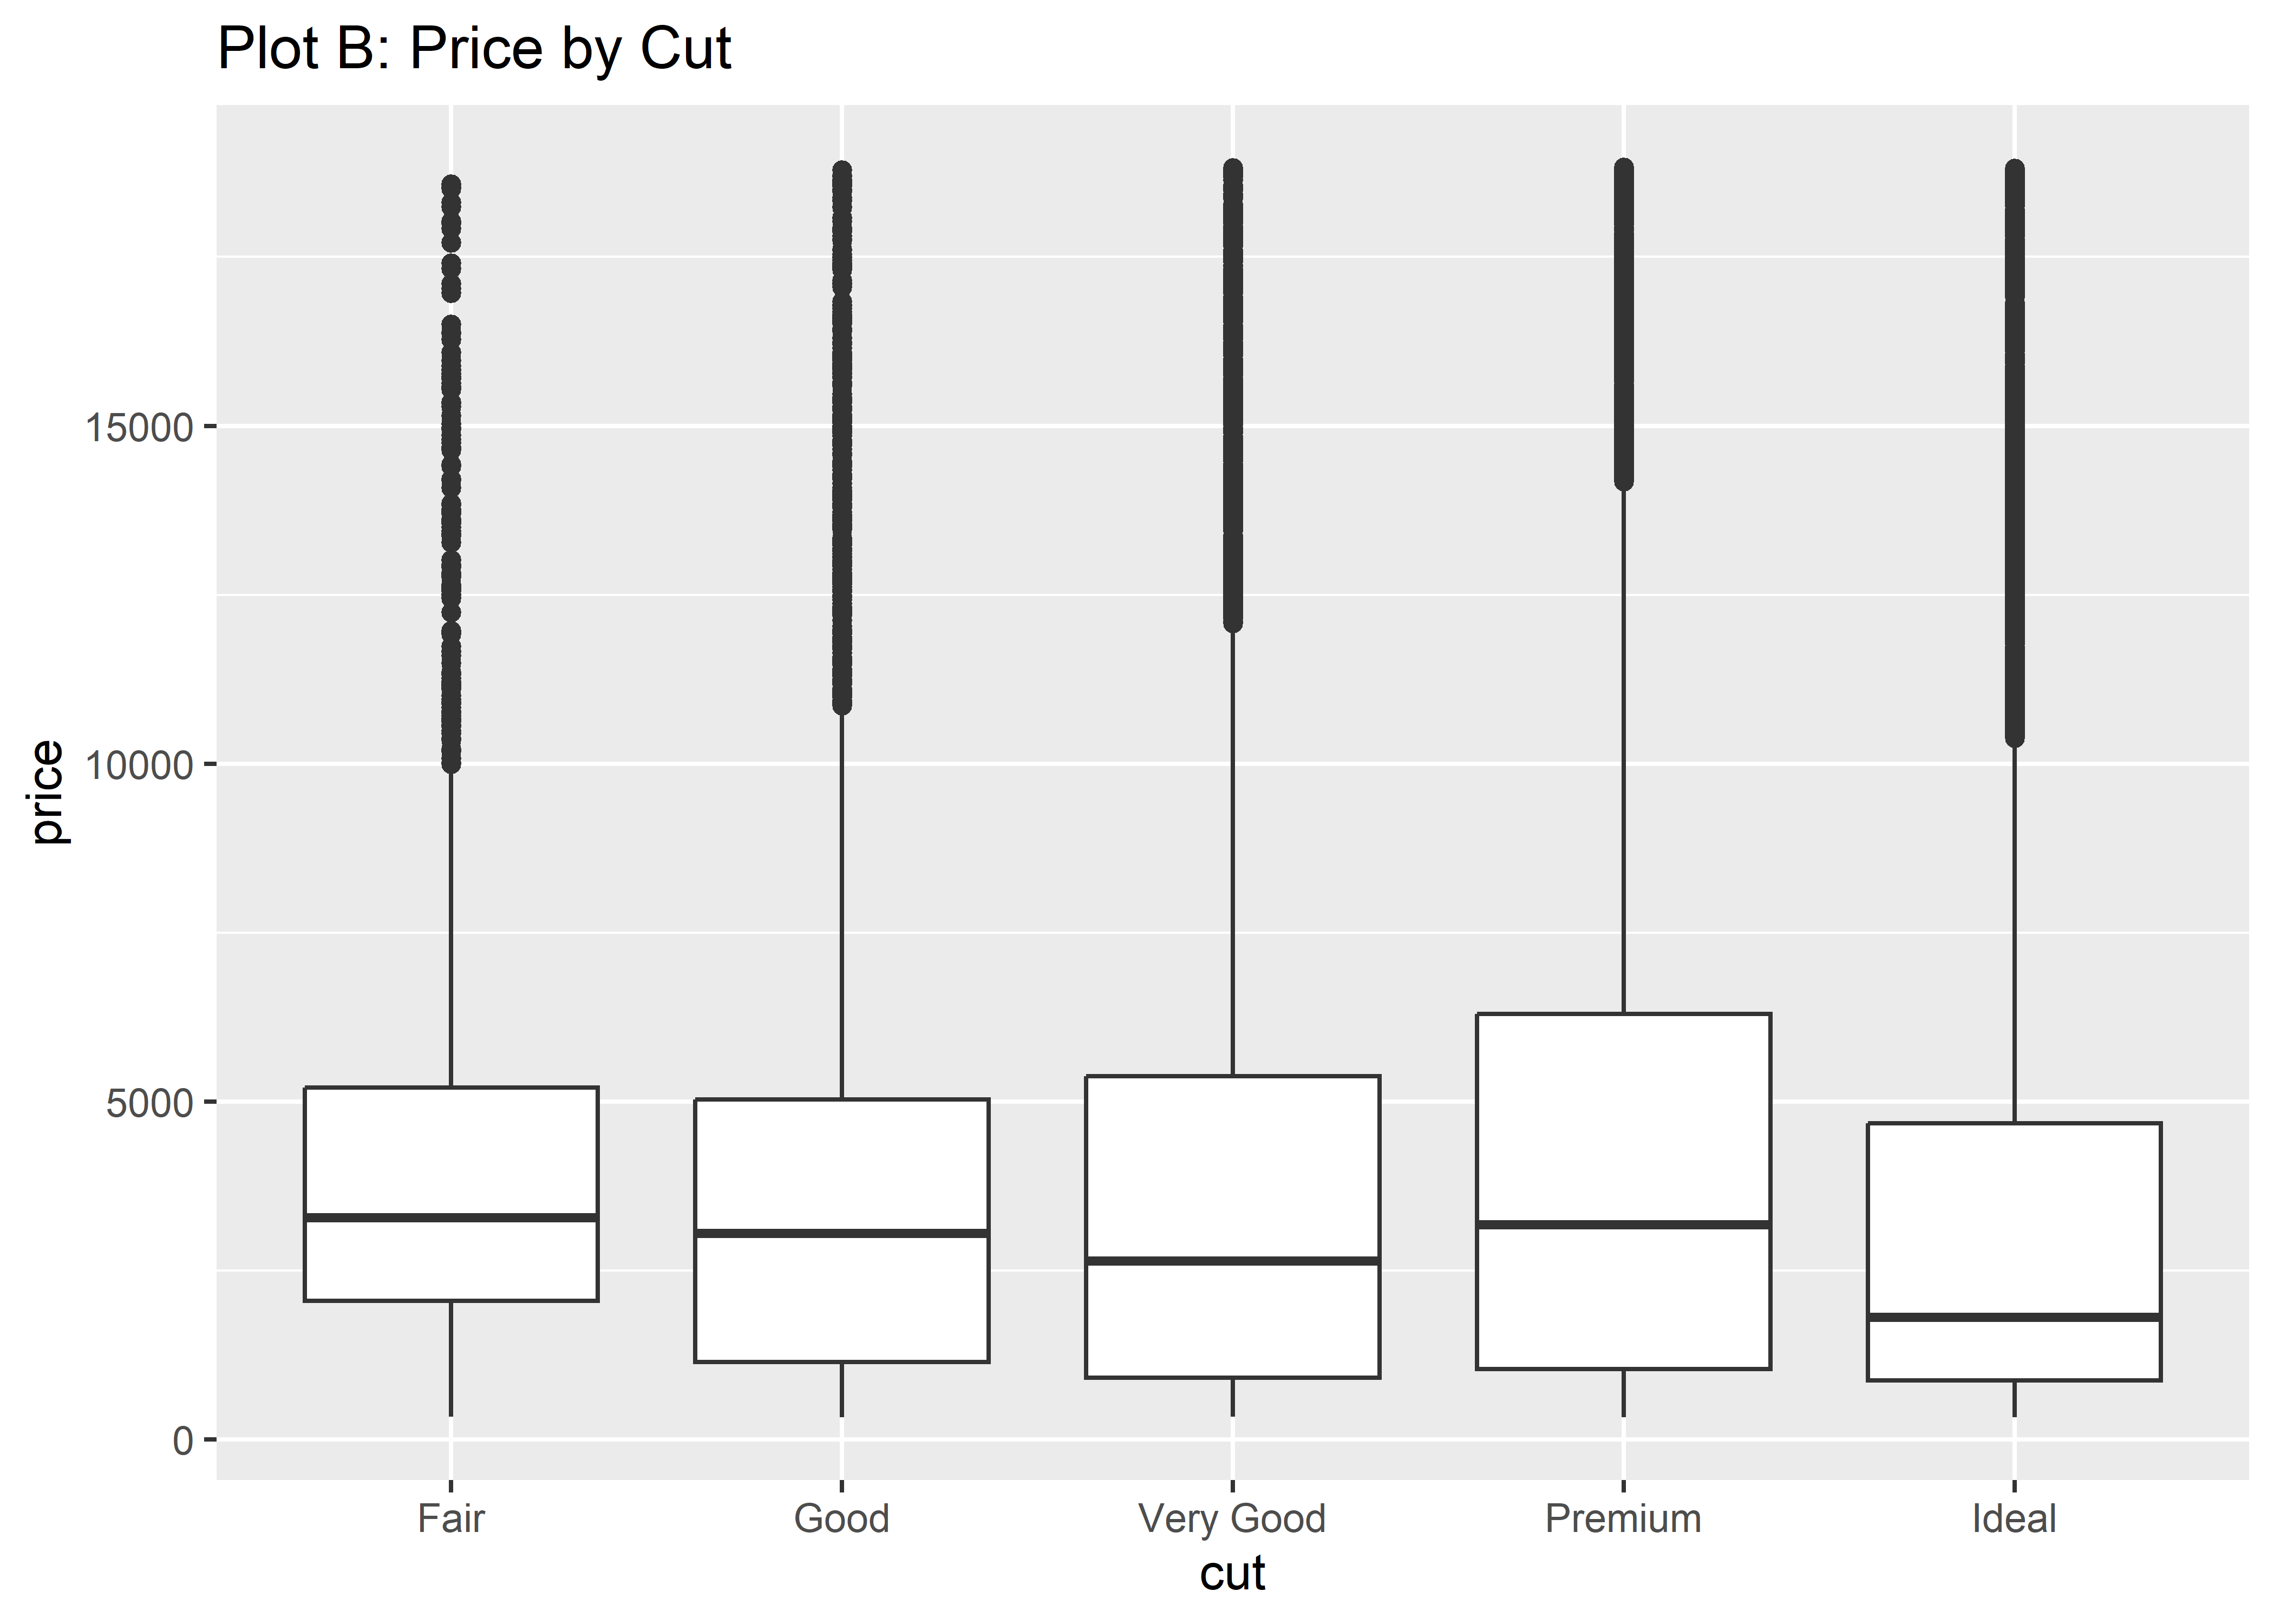 Plot B: Price by Cut
price
15000
10000
5000
0
Fair Good Very Good Premium Ideal
cut